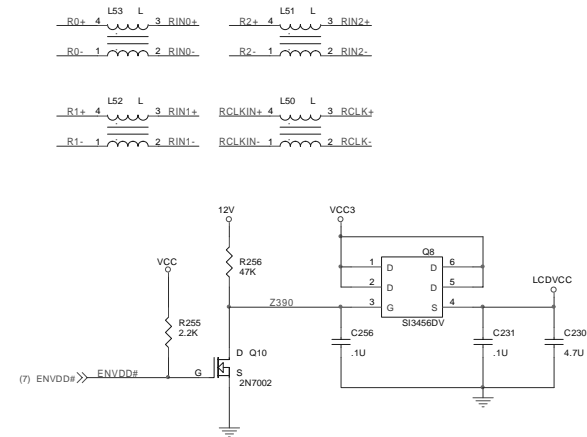 L53 L
R0+ 4 3 RIN0+
R0- 1 2 RIN0-
L51 L
R2+ 4 3 RIN2+
R2- 1 2 RIN2-
L52 L
R1+ 4 3 RIN1+
R1- 1 2 RIN1-
L50 L
RCLKIN+ 4 3 RCLK+
RCLKIN- 1 2 RCLK-
12V
VCC3
R256
47K
VCC
Q8
1 D D 6
2 D D 5
3 G S 4
SI3456DV
LCDVCC
Z390
R255
2.2K
C256
.1U
C231
.1U
C230
4.7U
D Q10
G S
2N7002
(7) ENVDD# ENVDD#